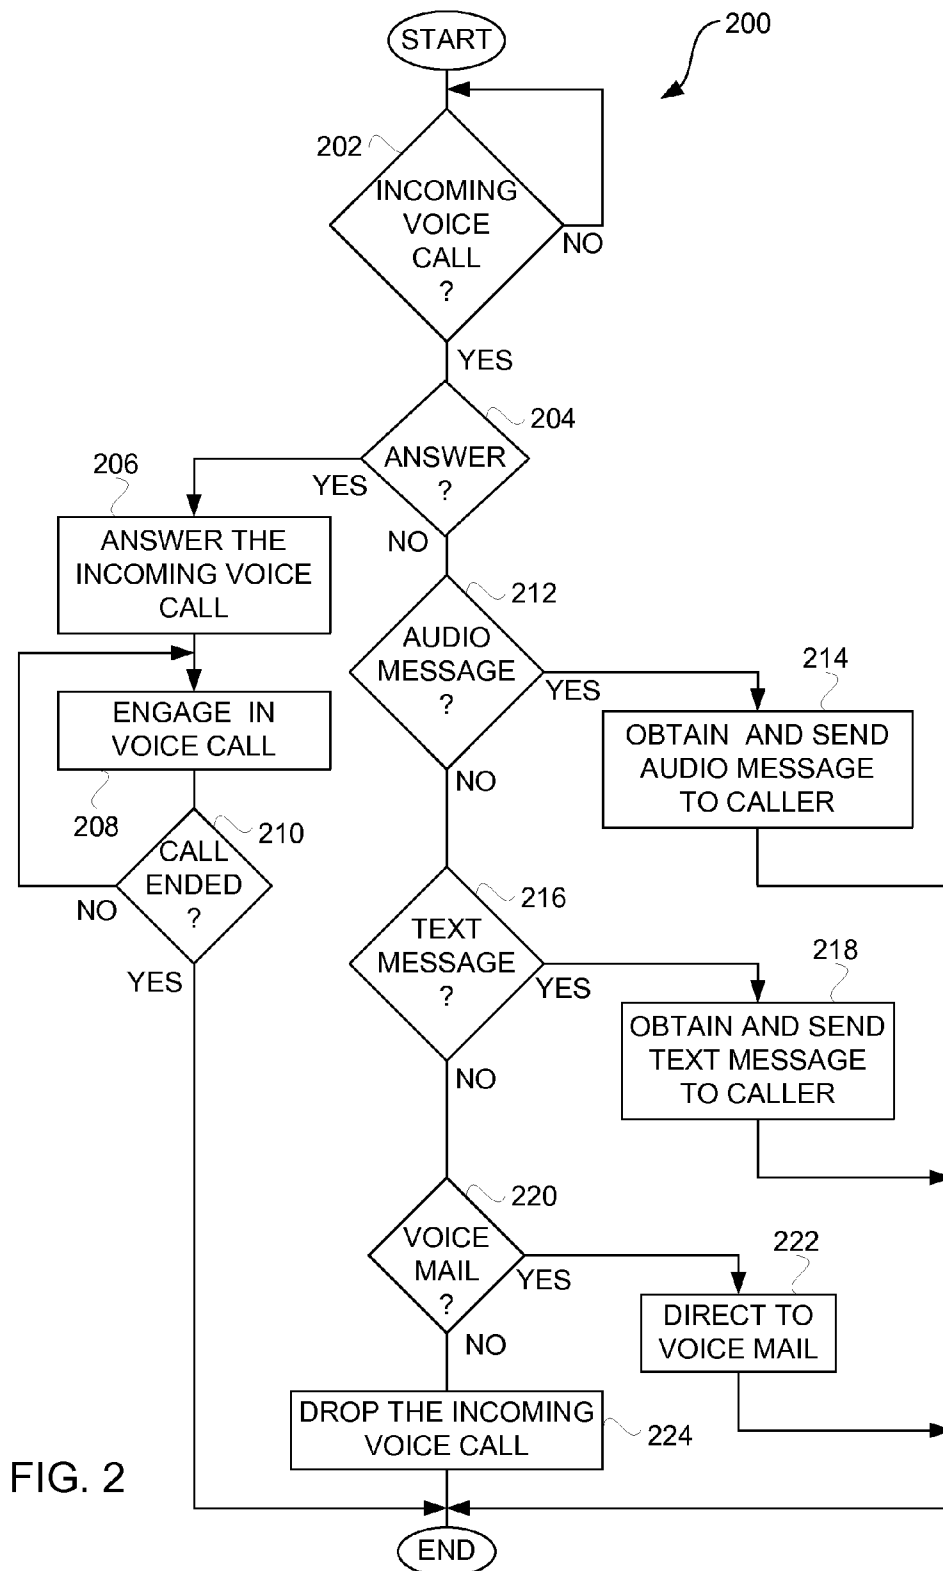 START
200
202
INCOMING
VOICE
CALL
?
NO
YES
204
ANSWER
?
YES
NO
206
ANSWER THE
INCOMING VOICE
CALL
212
AUDIO
MESSAGE
?
YES
NO
214
OBTAIN AND SEND
AUDIO MESSAGE
TO CALLER
ENGAGE IN
VOICE CALL
208
210
CALL
ENDED
?
NO
YES
216
TEXT
MESSAGE
?
YES
NO
218
OBTAIN AND SEND
TEXT MESSAGE
TO CALLER
220
VOICE
MAIL
?
YES
NO
222
DIRECT TO
VOICE MAIL
DROP THE INCOMING
VOICE CALL
224
FIG. 2
END